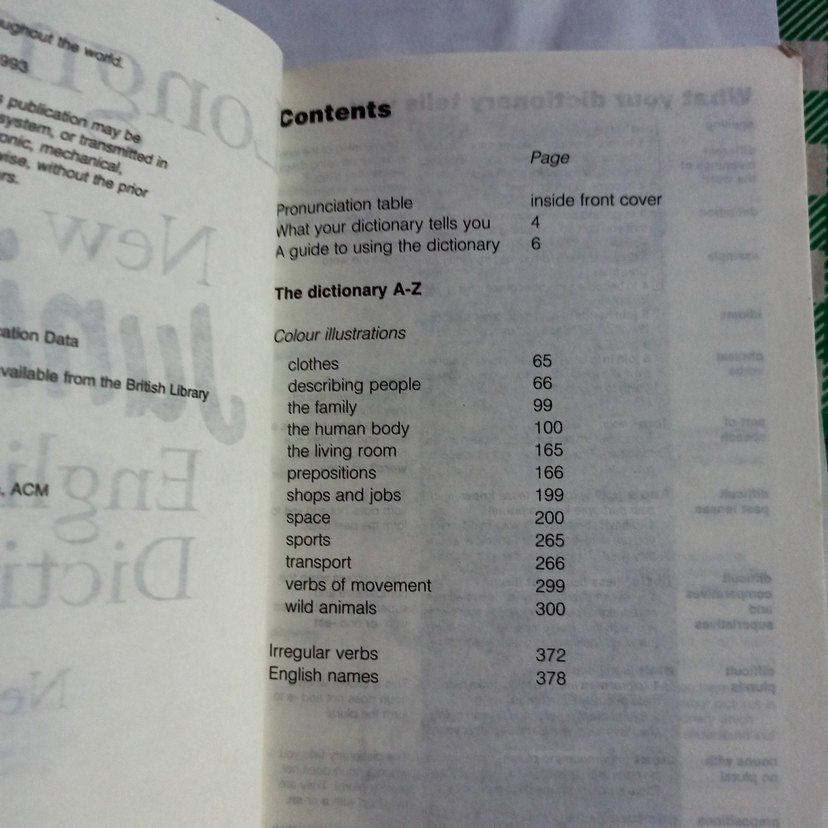 ughout the world.
993
publication may be
system, or transmitted in
onic, mechanical,
wise, without the prior
rs.
cation Data
vailable from the British Library
, ACM
Contents
Page
Pronunciation table inside front cover
What your dictionary tells you 4
A guide to using the dictionary 6
The dictionary A-Z
Colour illustrations
clothes 65
describing people 66
the family 99
the human body 100
the living room 165
prepositions 166
shops and jobs 199
space 200
sports 265
transport 266
verbs of movement 299
wild animals 300
Irregular verbs 372
English names 378